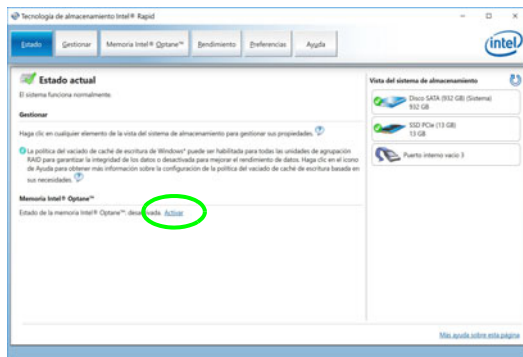 Tecnología de almacenamiento Intel® Rapid
Estado
Gestionar
Memoria Intel® Optane™
Rendimiento
Preferencias
Ayuda
intel
Estado actual
El sistema funciona normalmente
Gestionar
Haga clic en cualquier elemento de la vista del sistema de almacenamiento para gestionar sus propiedades.
La política del vaciado de caché de escritura de Windows* puede ser habilitada para todas las unidades de agrupación
RAID para garantizar la integridad de los datos o desactivada para mejorar el rendimiento de datos. Haga clic en el icono
de Ayuda para obtener más información sobre la configuración de la política del vaciado de caché de escritura basada en
sus necesidades.
Memoria Intel® Optane™
Estado de la memoria Intel® Optane™: desactivada. Activar
Vista del sistema de almacenamiento
Disco SATA (932 GB) (Sistema)
932 GB
SSD PCIe (13 GB)
13 GB
Puerto interno vacío 3
Más ayuda sobre esta página